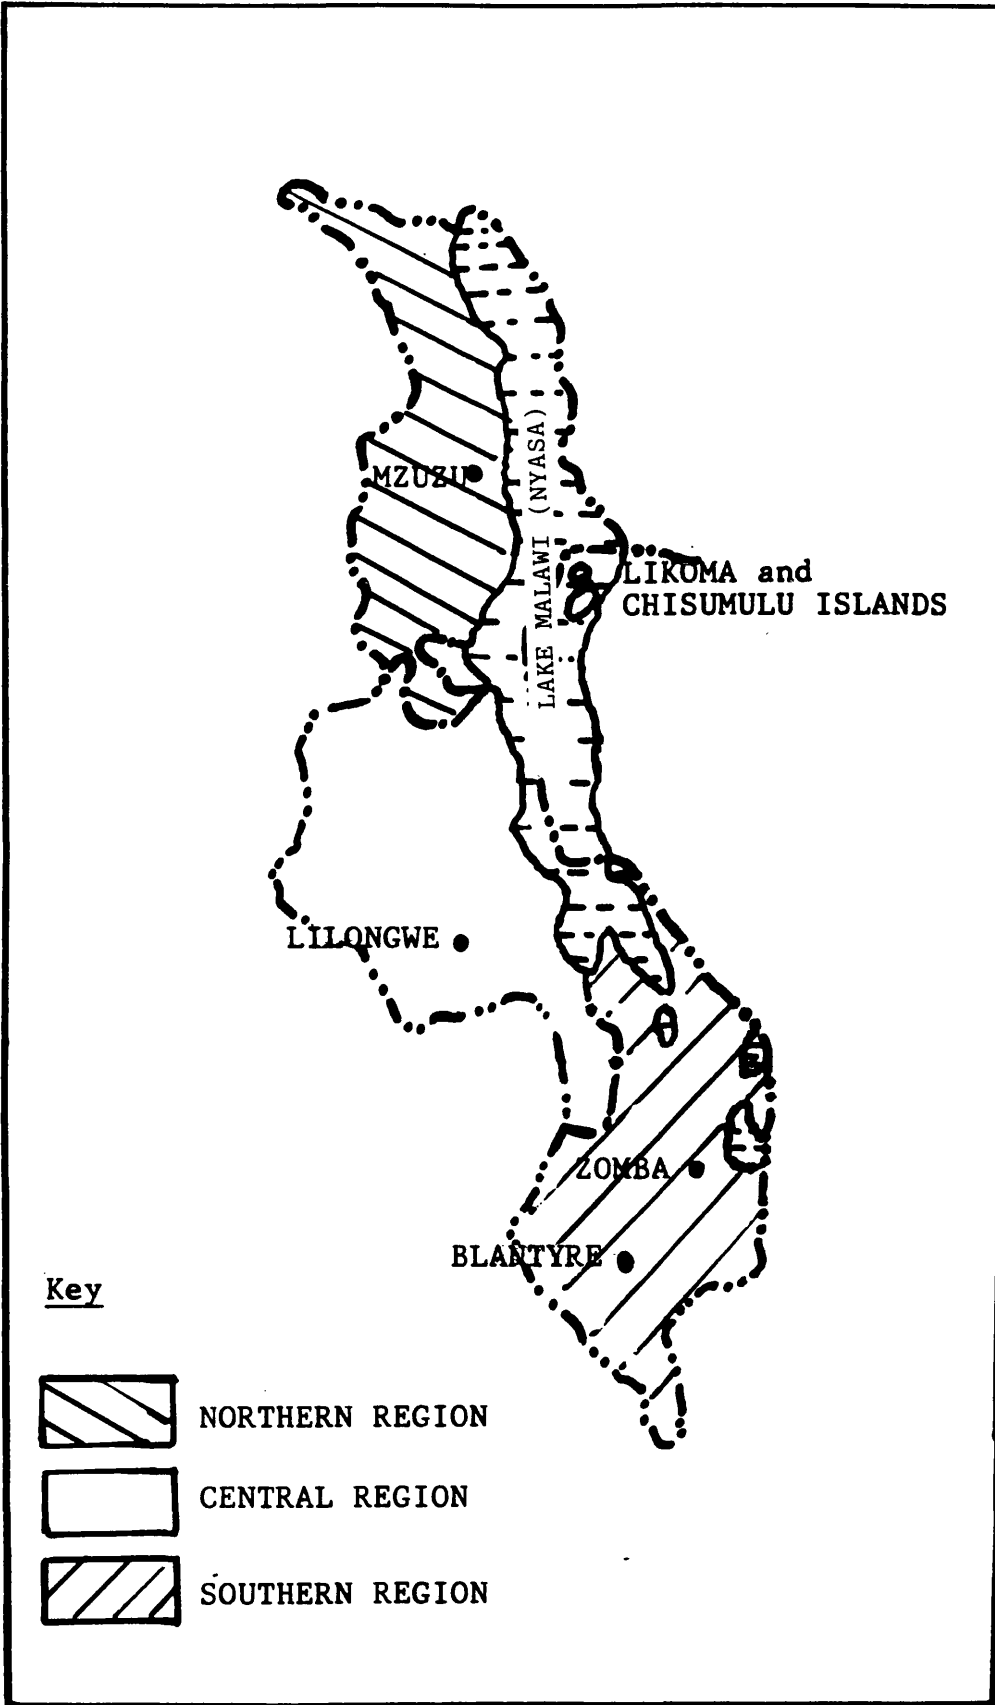 MZUZU
LAKE MALAWI (NYASA)
LIKOMA and
CHISUMULU ISLANDS
LILONGWE
ZOMBA
BLANTYRE
Key
NORTHERN REGION
CENTRAL REGION
SOUTHERN REGION